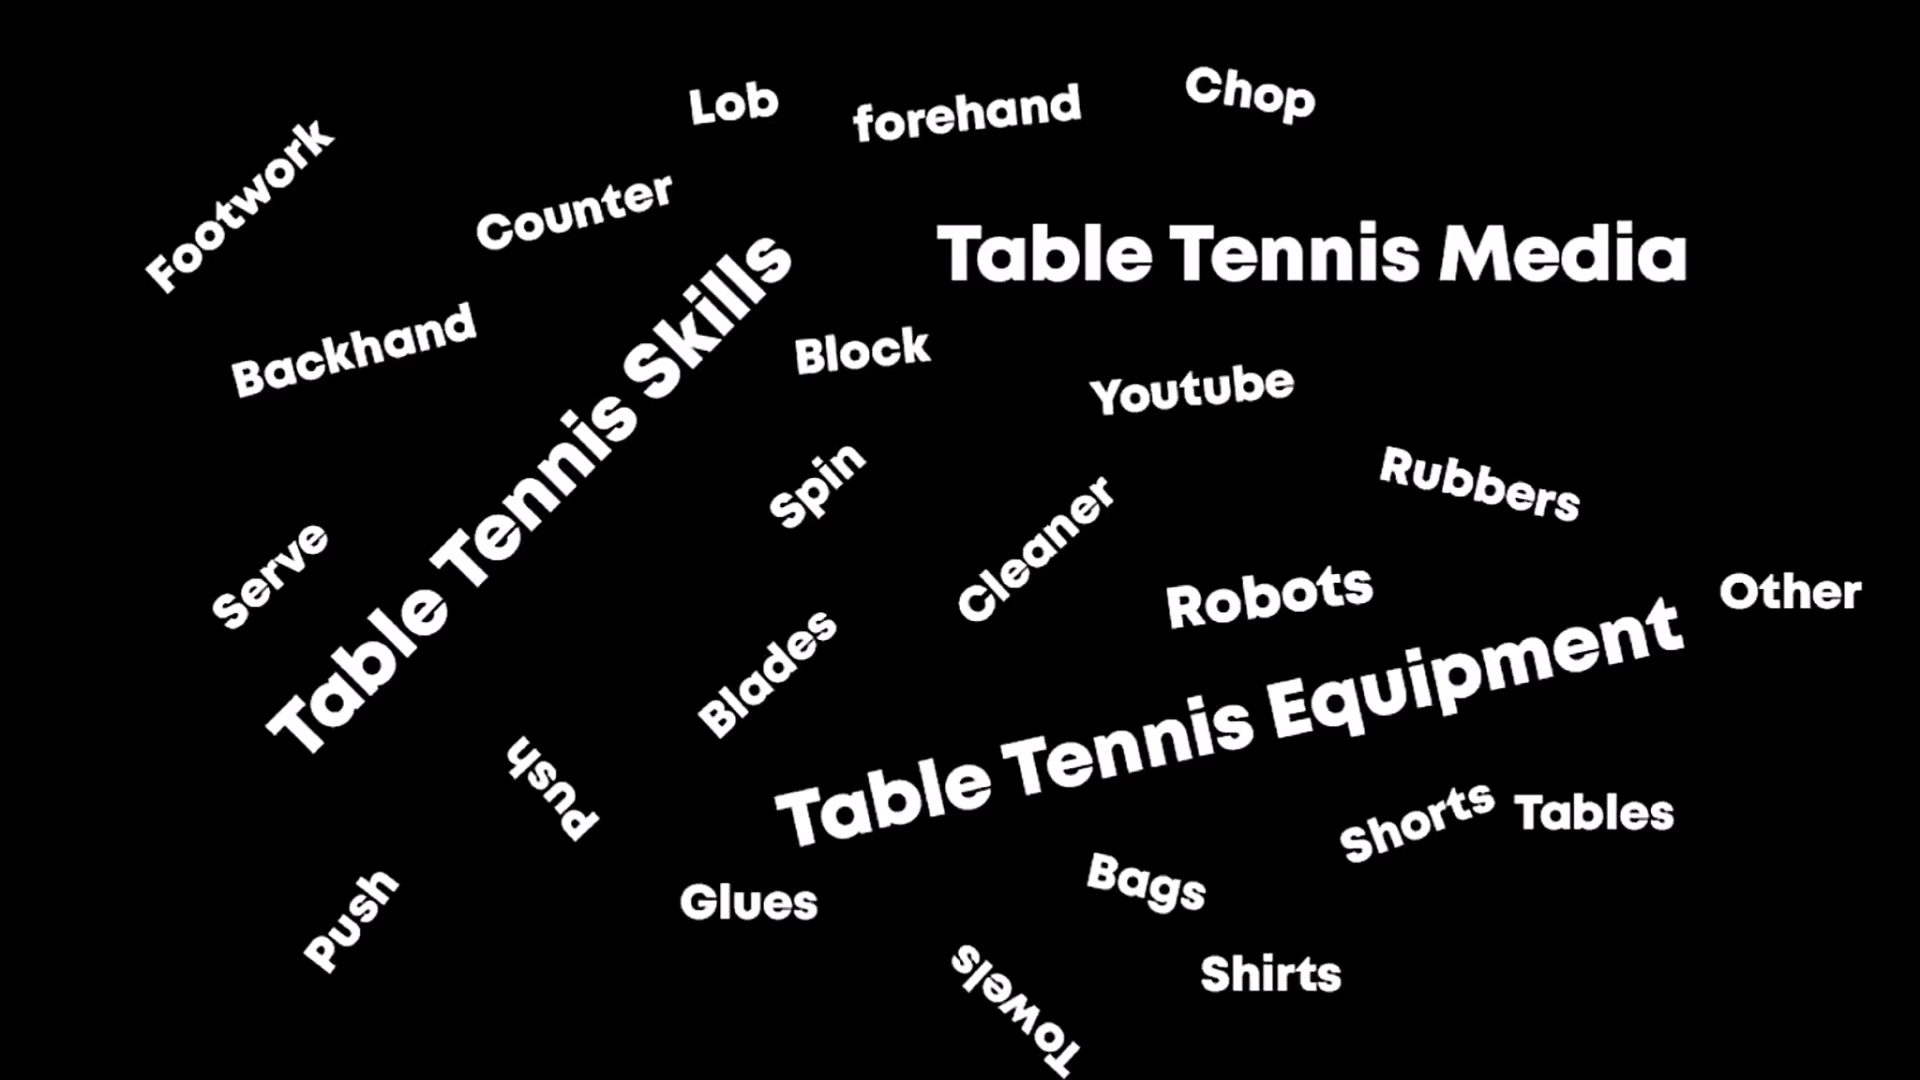 Lob
forehand
Chop
Footwork
Counter
Table Tennis Media
Table Tennis Skills
Backhand
Block
Youtube
Spin
Rubbers
Cleaner
Serve
Robots
Other
Blades
Table Tennis Equipment
Push
Shorts
Tables
Bags
Glues
Push
Shirts
Towels